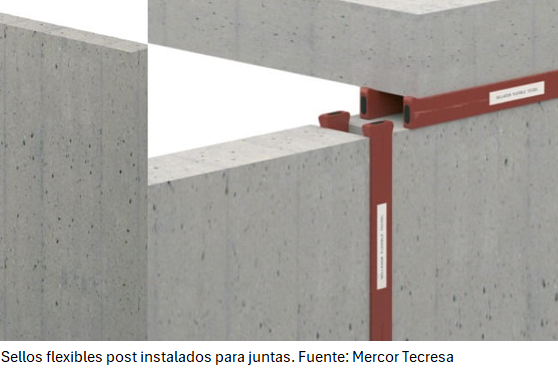 Sellos flexibles post instalados para juntas. Fuente: Mercor Tecresa